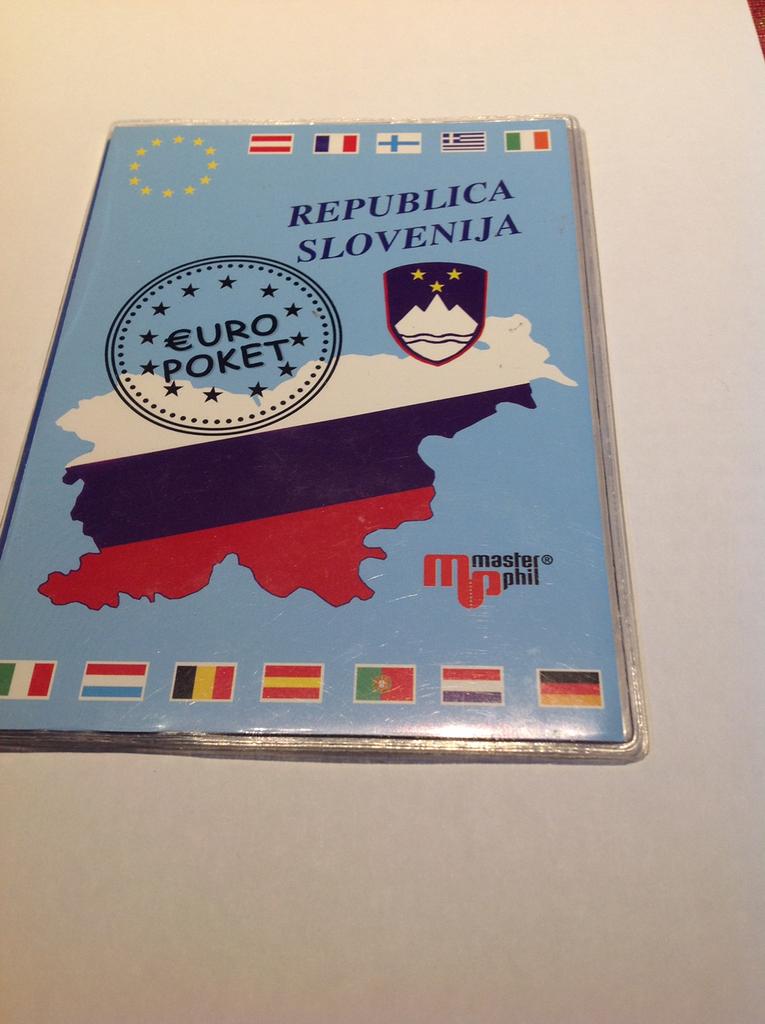 REPUBLICA
SLOVENIJA
€URO
POKET
master®
phil